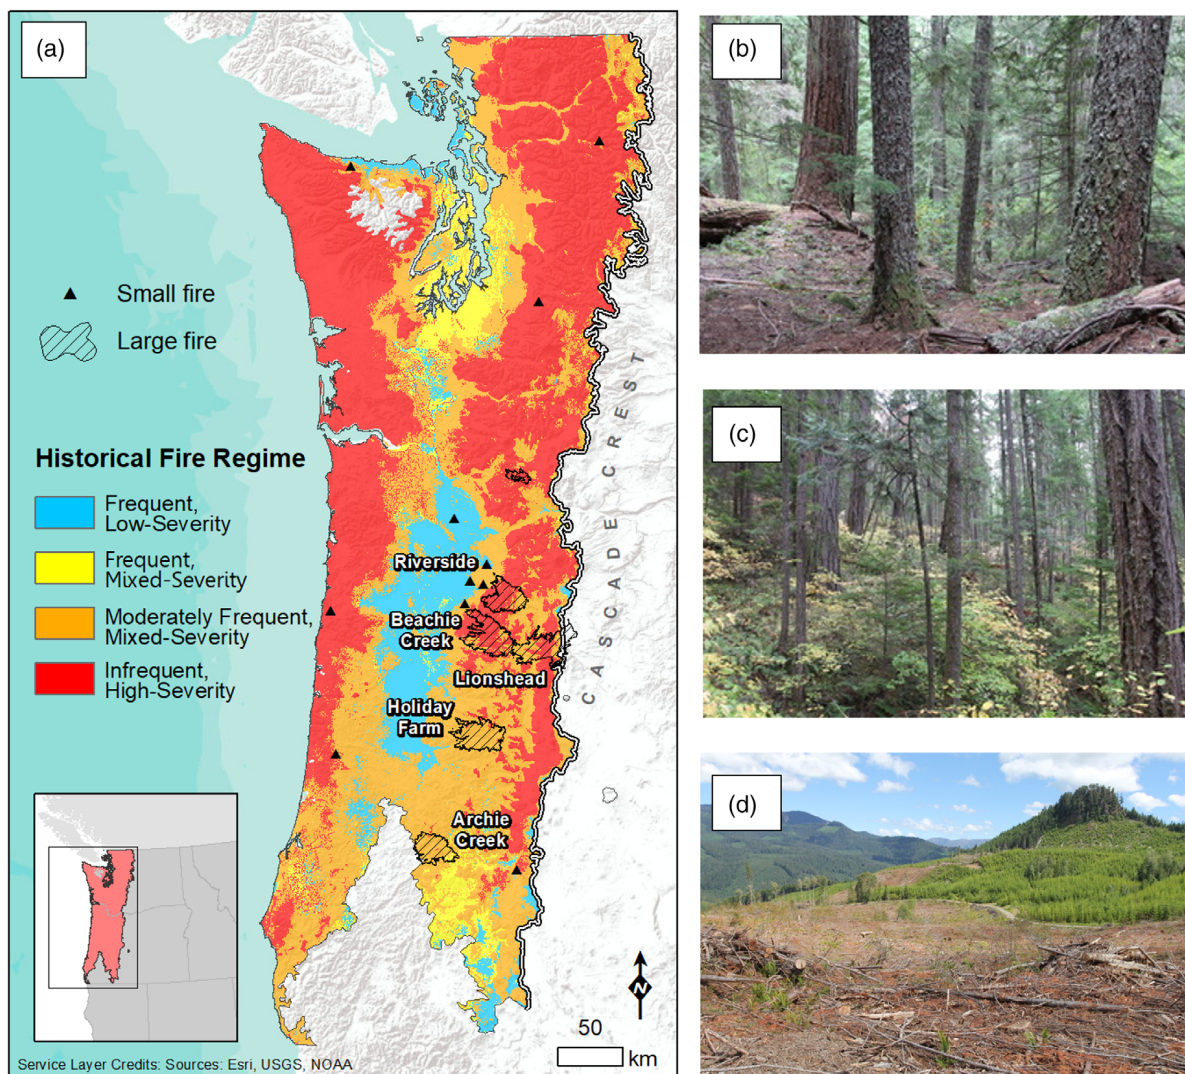 (a)
Small fire
Large fire
Historical Fire Regime
Frequent,
Low-Severity
Frequent,
Mixed-Severity
Moderately Frequent,
Mixed-Severity
Infrequent,
High-Severity
Riverside
Beachie
Creek
Lionshead
Holiday
Farm
Archie
Creek
CASCADE CREST
N
50
km
Service Layer Credits: Sources: Esri, USGS, NOAA
(b)
(c)
(d)